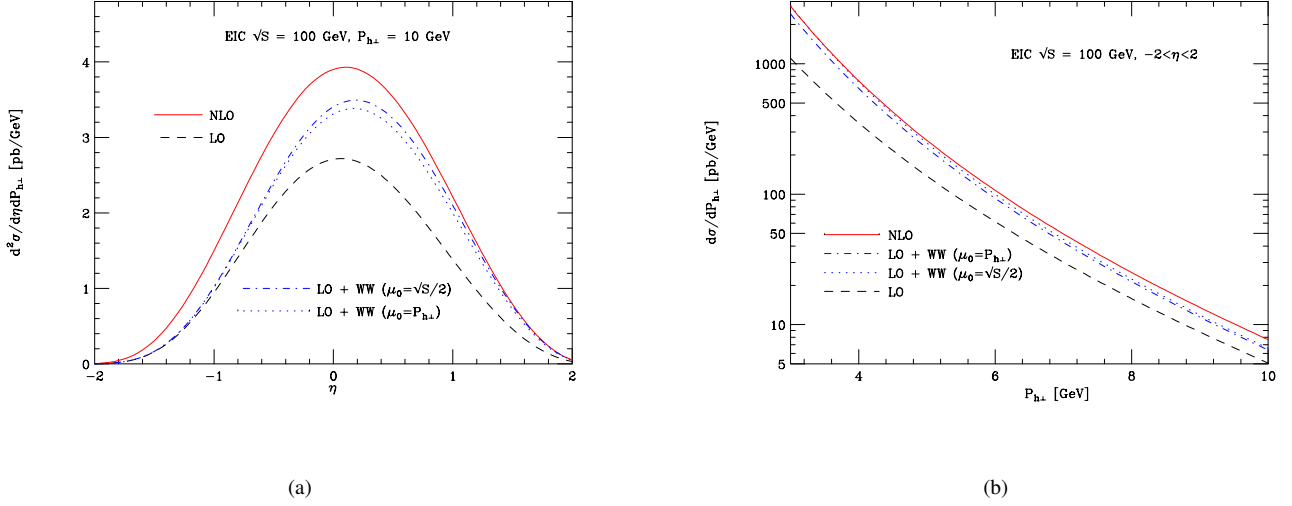 EIC √S = 100 GeV, P_h⊥ = 10 GeV
NLO
LO
LO + WW (μ₀=√S/2)
LO + WW (μ₀=P_h⊥)
d²σ/dηdP_h⊥ [pb/GeV]
4
3
2
1
0
−2
−1
0
1
2
η
(a)
EIC √S = 100 GeV, −2<η<2
NLO
LO + WW (μ₀=P_h⊥)
LO + WW (μ₀=√S/2)
LO
dσ/dP_h⊥ [pb/GeV]
1000
500
100
50
10
5
4
6
8
10
P_h⊥ [GeV]
(b)